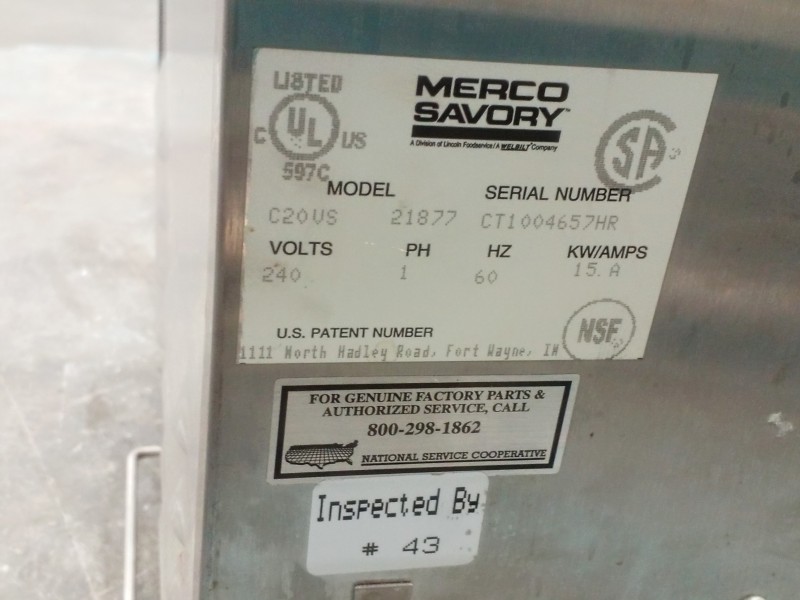 LISTED
C UL US
597C
MERCO
SAVORY™
A Division of Lincoln Foodservice/A WELBILT Company
SA
MODEL SERIAL NUMBER
C20VS 21877 CT1004657HR
VOLTS PH HZ KW/AMPS
240 1 60 15.A
U.S. PATENT NUMBER
NSF
1111 North Hadley Road, Fort Wayne, IN
FOR GENUINE FACTORY PARTS &
AUTHORIZED SERVICE, CALL
800-298-1862
NATIONAL SERVICE COOPERATIVE
Inspected By
# 43